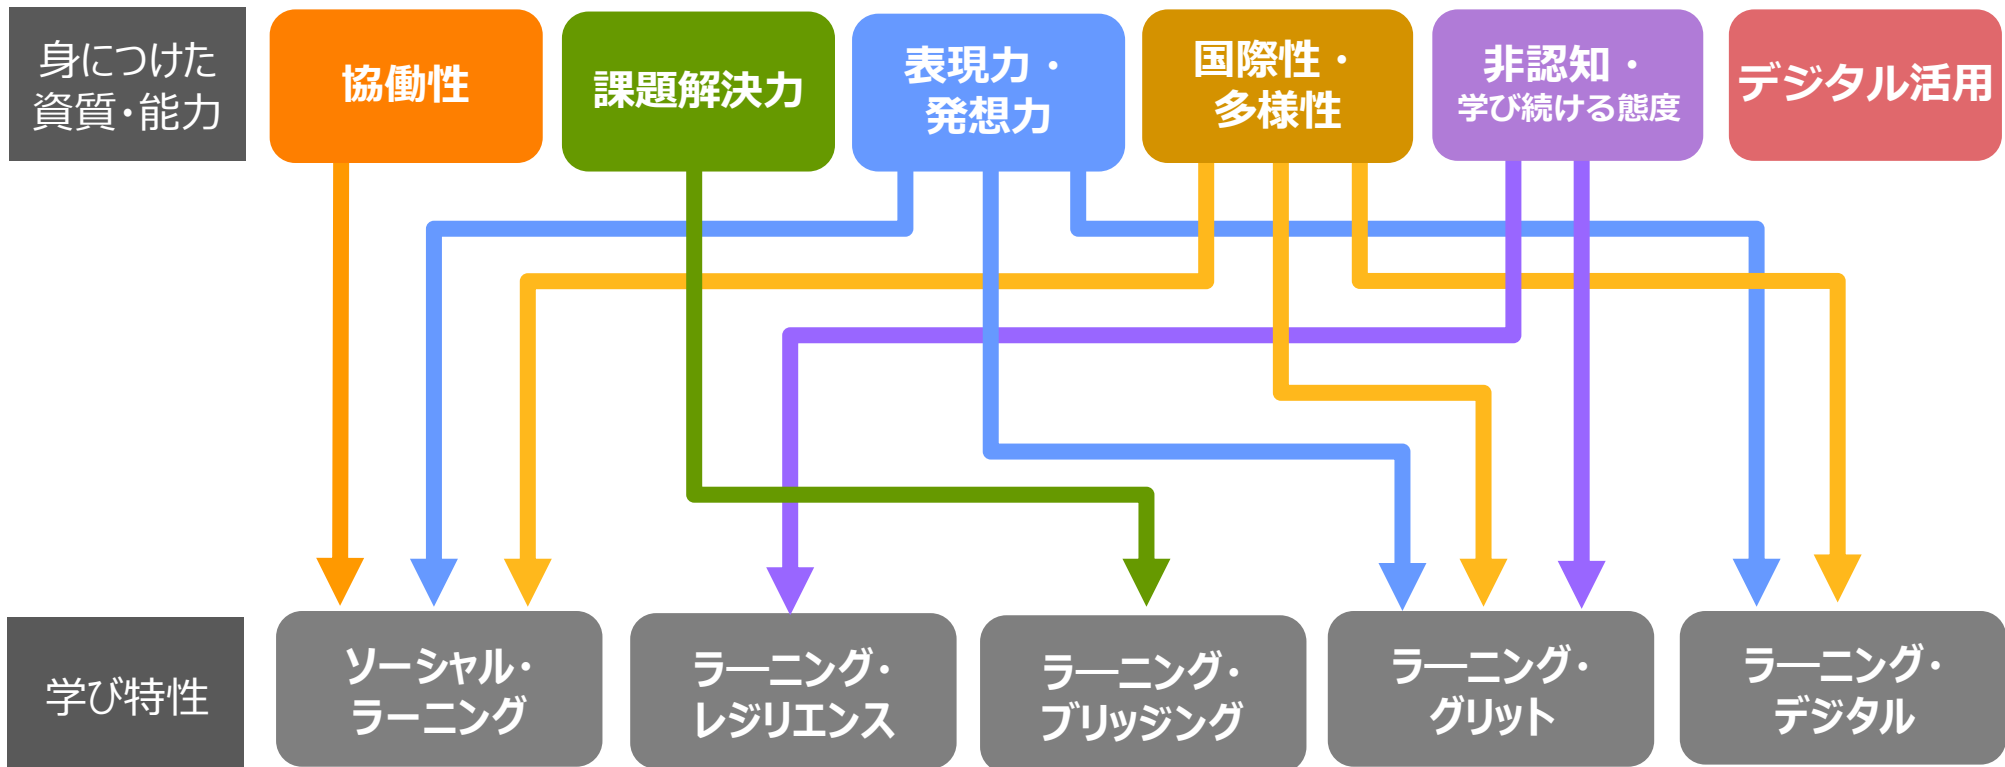 身につけた
資質・能力
協働性
課題解決力
表現力・
発想力
国際性・
多様性
非認知・
学び続ける態度
デジタル活用
学び特性
ソーシャル・
ラーニング
ラーニング・
レジリエンス
ラーニング・
ブリッジング
ラーニング・
グリット
ラーニング・
デジタル